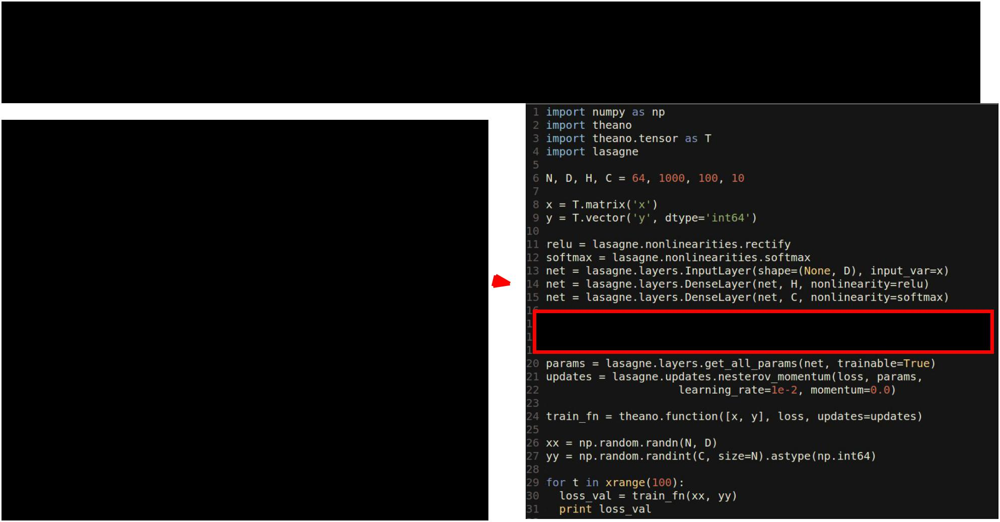 1 import numpy as np
2 import theano
3 import theano.tensor as T
4 import lasagne
5
6 N, D, H, C = 64, 1000, 100, 10
7
8 x = T.matrix('x')
9 y = T.vector('y', dtype='int64')
10
11 relu = lasagne.nonlinearities.rectify
12 softmax = lasagne.nonlinearities.softmax
13 net = lasagne.layers.InputLayer(shape=(None, D), input_var=x)
14 net = lasagne.layers.DenseLayer(net, H, nonlinearity=relu)
15 net = lasagne.layers.DenseLayer(net, C, nonlinearity=softmax)
16
1
1
1
20 params = lasagne.layers.get_all_params(net, trainable=True)
21 updates = lasagne.updates.nesterov_momentum(loss, params,
22 learning_rate=1e-2, momentum=0.0)
23
24 train_fn = theano.function([x, y], loss, updates=updates)
25
26 xx = np.random.randn(N, D)
27 yy = np.random.randint(C, size=N).astype(np.int64)
28
29 for t in xrange(100):
30 loss_val = train_fn(xx, yy)
31 print loss_val